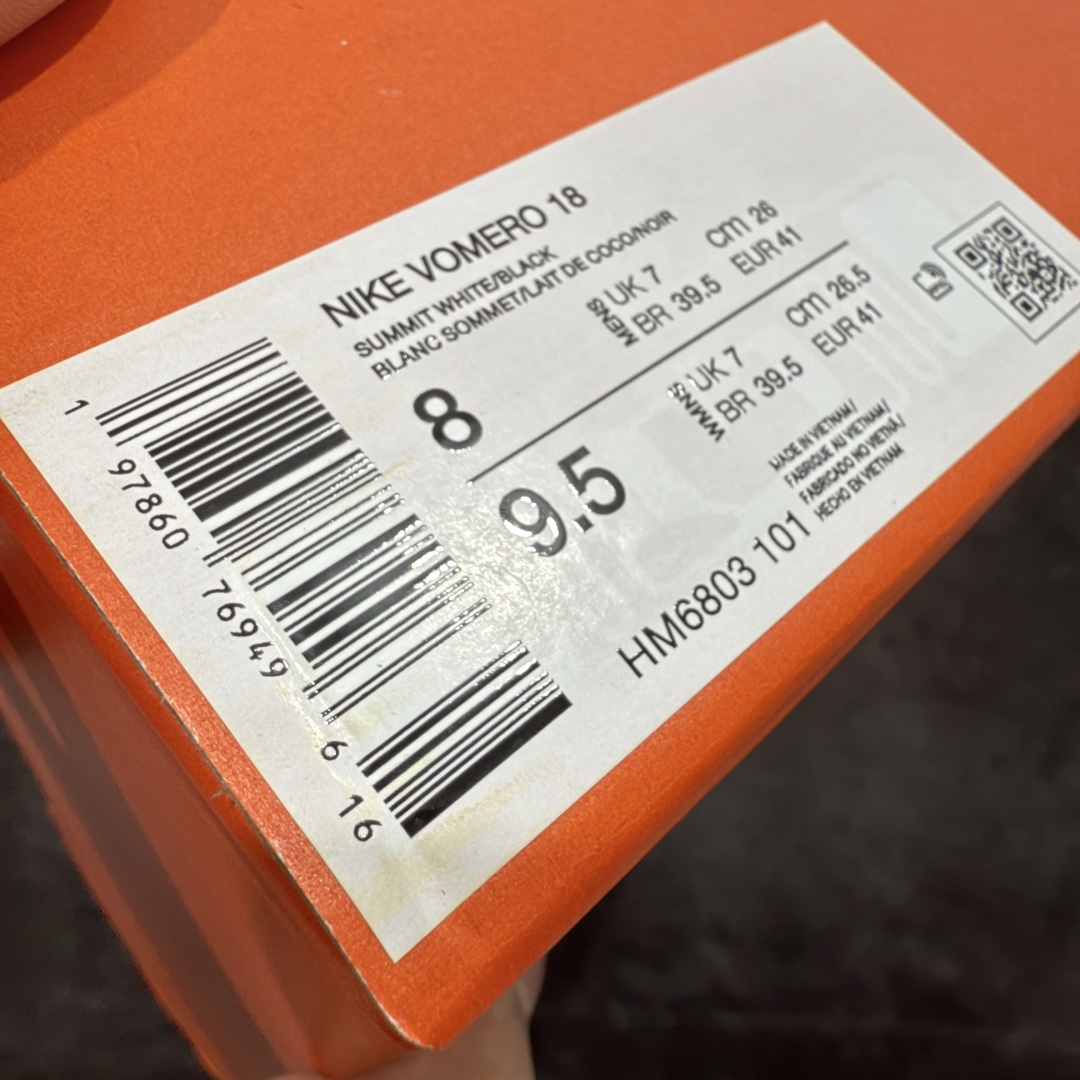 NIKE VOMERO 18
SUMMIT WHITE/BLACK
BLANC SOMMET/LAIT DE COCO/NOIR
8
MENS
UK 7
cm 26
BR 39.5
EUR 41
9.5
WMNS
UK 7
cm 26.5
BR 39.5
EUR 41
MADE IN VIETNAM/
FABRIQUE AU VIETNAM/
FABRICADO NO VIETNÃ/
HECHO EN VIETNAM
HM6803 101
1 97860 76949 6 16